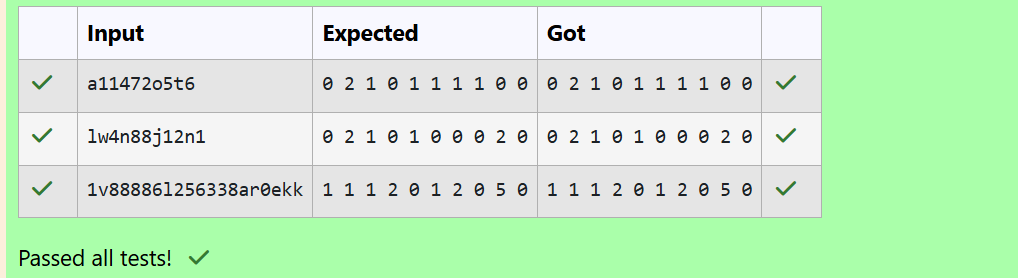 Input Expected Got
a11472o5t6 0 2 1 0 1 1 1 1 0 0 0 2 1 0 1 1 1 1 0 0
lw4n88j12n1 0 2 1 0 1 0 0 0 2 0 0 2 1 0 1 0 0 0 2 0
1v88886l256338ar0ekk 1 1 1 2 0 1 2 0 5 0 1 1 1 2 0 1 2 0 5 0
Passed all tests!